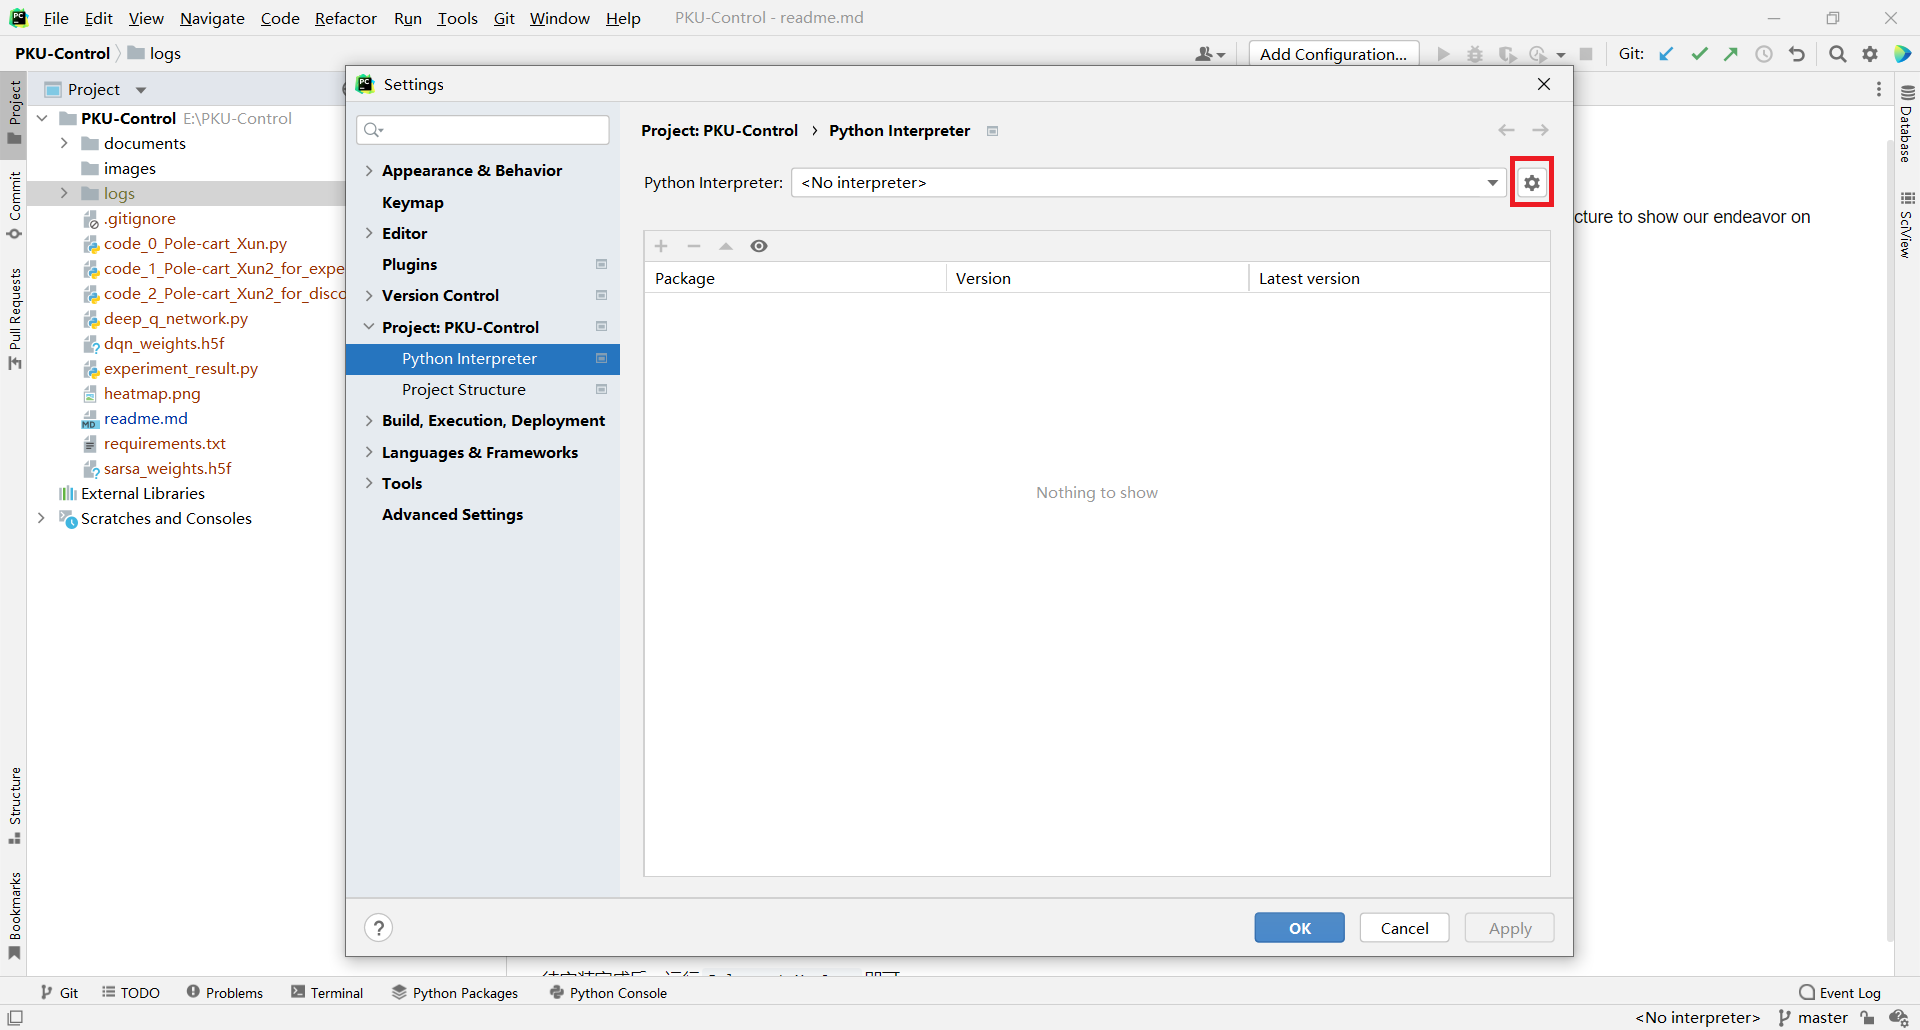 File Edit View Navigate Code Refactor Run Tools Git Window Help PKU-Control - readme.md
PKU-Control logs Add Configuration... Git:
Project
PKU-Control E:\PKU-Control
documents
images
logs
.gitignore
code_0_Pole-cart_Xun.py
code_1_Pole-cart_Xun2_for_expe
code_2_Pole-cart_Xun2_for_disco
deep_q_network.py
dqn_weights.h5f
experiment_result.py
heatmap.png
readme.md
requirements.txt
sarsa_weights.h5f
External Libraries
Scratches and Consoles
Project
Commit
Pull Requests
Structure
Bookmarks
Settings
Appearance & Behavior
Keymap
Editor
Plugins
Version Control
Project: PKU-Control
Python Interpreter
Project Structure
Build, Execution, Deployment
Languages & Frameworks
Tools
Advanced Settings
Project: PKU-Control › Python Interpreter
Python Interpreter: <No interpreter>
Package Version Latest version
Nothing to show
? OK Cancel Apply
cture to show our endeavor on
Database
SciView
Git TODO Problems Terminal Python Packages Python Console Event Log
<No interpreter> master